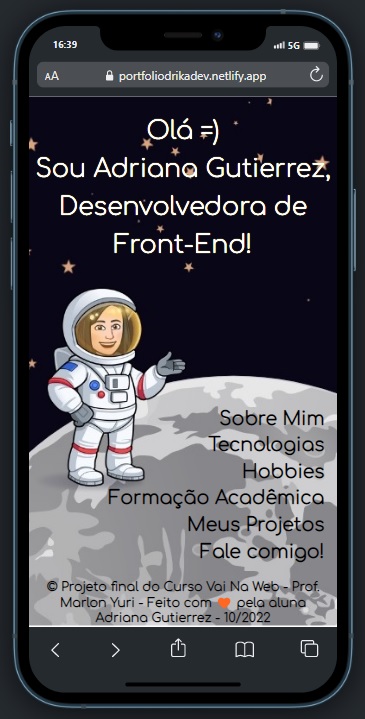 16:39
5G
AA
portfoliodrikadev.netlify.app
Olá =)
Sou Adriana Gutierrez,
Desenvolvedora de
Front-End!
Sobre Mim
Tecnologias
Hobbies
Formação Acadêmica
Meus Projetos
Fale comigo!
© Projeto final do Curso Vai Na Web - Prof.
Marlon Yuri - Feito com 🧡 pela aluna
Adriana Gutierrez - 10/2022